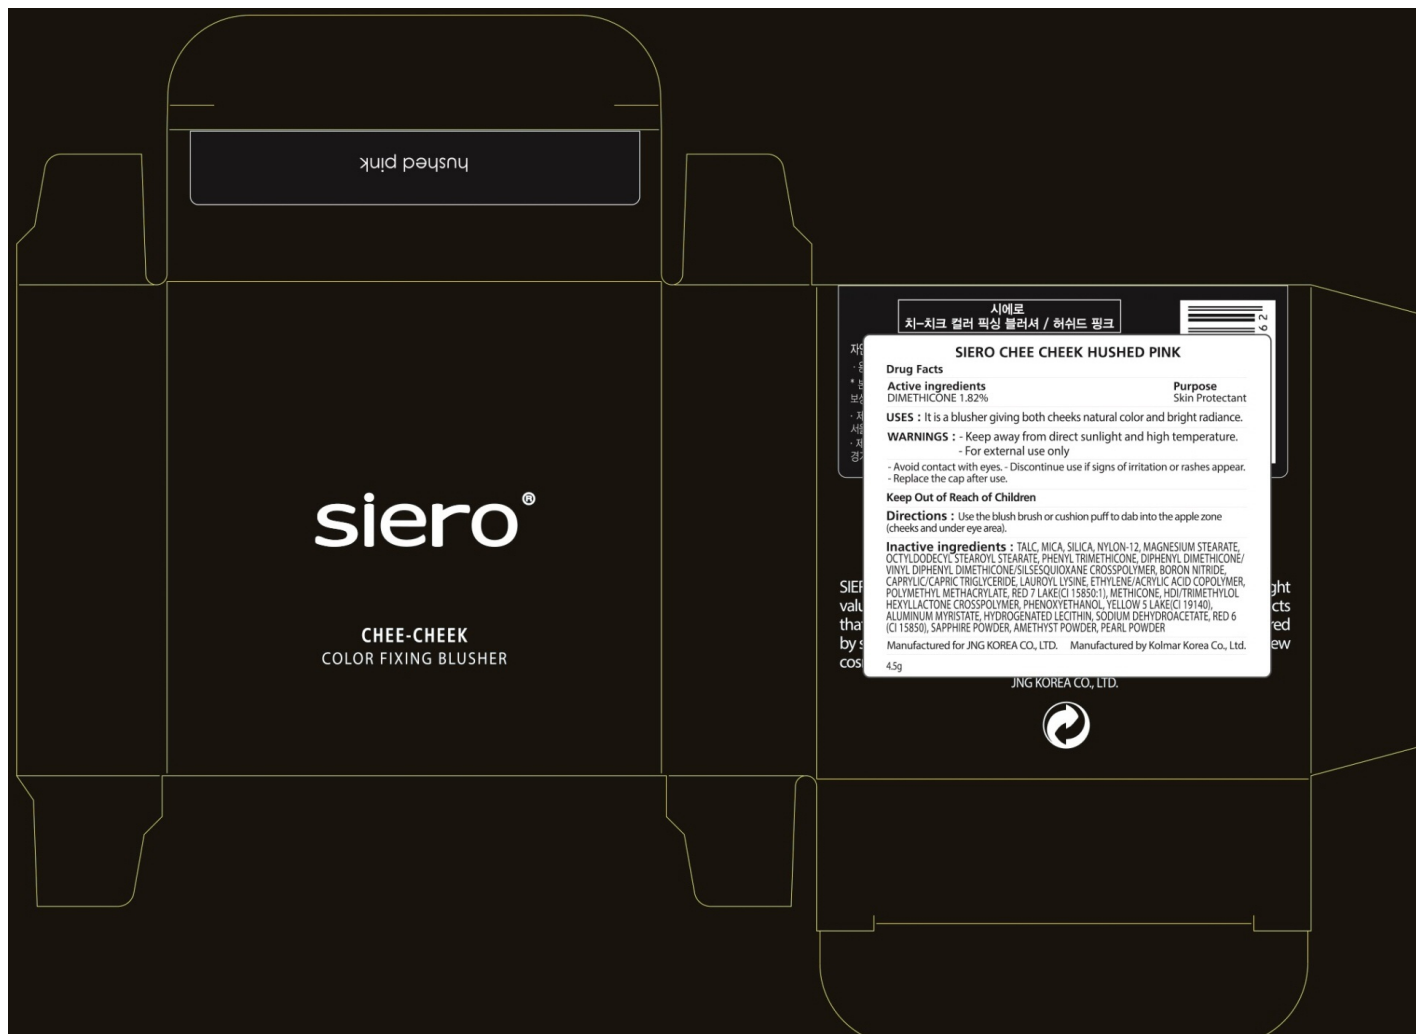 hushed pink
siero®
CHEE-CHEEK
COLOR FIXING BLUSHER
시에로
치-치크 컬러 픽싱 블러셔 / 허쉬드 핑크
62
SIERO CHEE CHEEK HUSHED PINK
Drug Facts
Active ingredients Purpose
DIMETHICONE 1.82% Skin Protectant
USES : It is a blusher giving both cheeks natural color and bright radiance.
WARNINGS : - Keep away from direct sunlight and high temperature.
- For external use only
- Avoid contact with eyes. - Discontinue use if signs of irritation or rashes appear.
- Replace the cap after use.
Keep Out of Reach of Children
Directions : Use the blush brush or cushion puff to dab into the apple zone
(cheeks and under eye area).
Inactive ingredients : TALC, MICA, SILICA, NYLON-12, MAGNESIUM STEARATE,
OCTYLDODECYL STEAROYL STEARATE, PHENYL TRIMETHICONE, DIPHENYL DIMETHICONE/
VINYL DIPHENYL DIMETHICONE/SILSESQUIOXANE CROSSPOLYMER, BORON NITRIDE,
CAPRYLIC/CAPRIC TRIGLYCERIDE, LAUROYL LYSINE, ETHYLENE/ACRYLIC ACID COPOLYMER,
POLYMETHYL METHACRYLATE, RED 7 LAKE(CI 15850:1), METHICONE, HDI/TRIMETHYLOL
HEXYLLACTONE CROSSPOLYMER, PHENOXYETHANOL, YELLOW 5 LAKE(CI 19140),
ALUMINUM MYRISTATE, HYDROGENATED LECITHIN, SODIUM DEHYDROACETATE, RED 6
(CI 15850), SAPPHIRE POWDER, AMETHYST POWDER, PEARL POWDER
Manufactured for JNG KOREA CO., LTD. Manufactured by Kolmar Korea Co., Ltd.
4.5g
JNG KOREA CO., LTD.